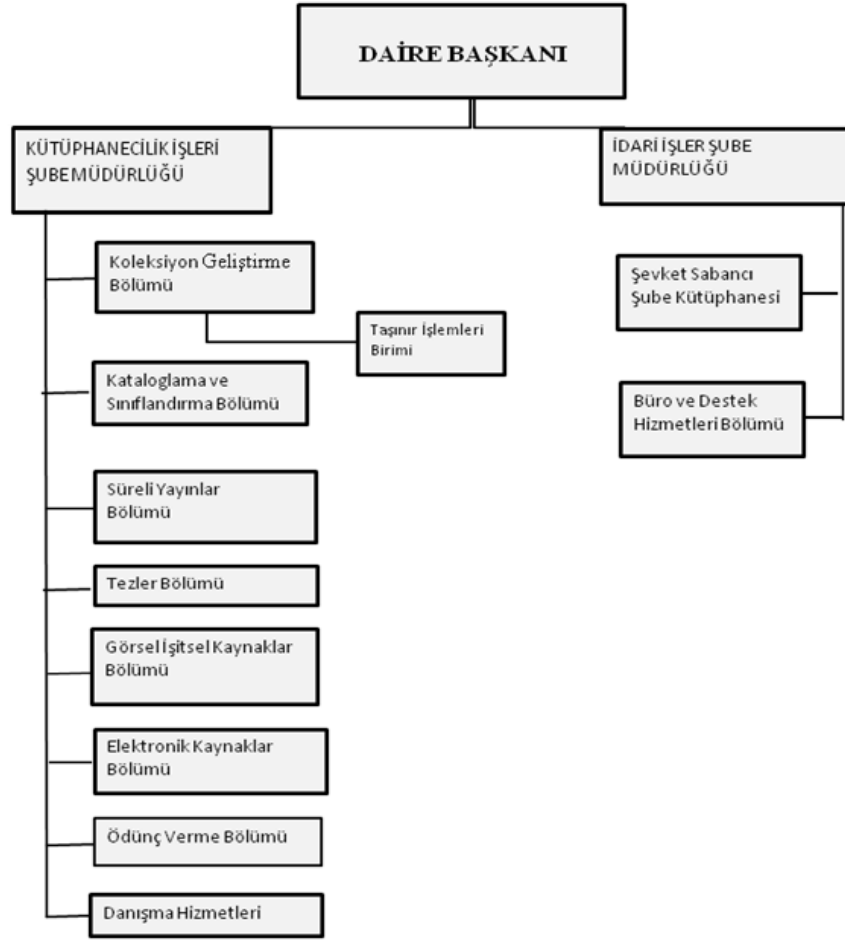 DAİRE BAŞKANI
KÜTÜPHANECİLİK İŞLERİ
ŞUBE MÜDÜRLÜĞÜ
Koleksiyon Geliştirme
Bölümü
Taşınır İşlemleri
Birimi
Kataloglama ve
Sınıflandırma Bölümü
Süreli Yayınlar
Bölümü
Tezler Bölümü
Görsel İşitsel Kaynaklar
Bölümü
Elektronik Kaynaklar
Bölümü
Ödünç Verme Bölümü
Danışma Hizmetleri
İDARİ İŞLER ŞUBE
MÜDÜRLÜĞÜ
Şevket Sabancı
Şube Kütüphanesi
Büro ve Destek
Hizmetleri Bölümü